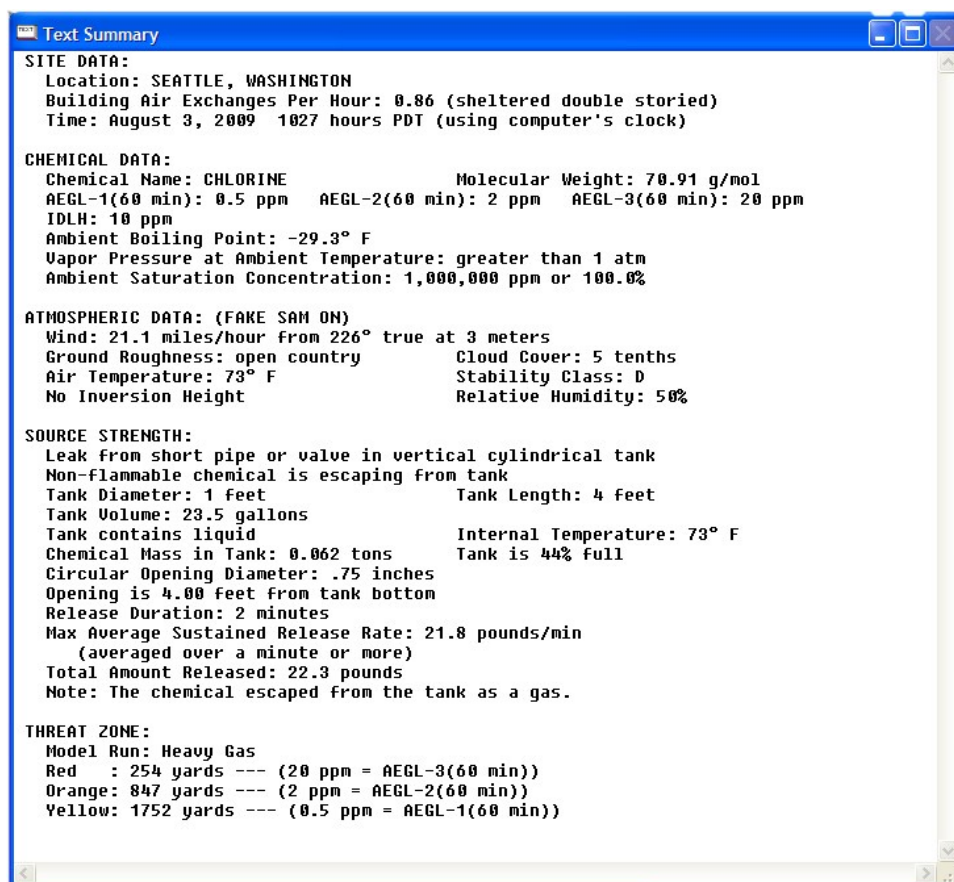 Text Summary
SITE DATA:
Location: SEATTLE, WASHINGTON
Building Air Exchanges Per Hour: 0.86 (sheltered double storied)
Time: August 3, 2009 1027 hours PDT (using computer's clock)
CHEMICAL DATA:
Chemical Name: CHLORINE Molecular Weight: 70.91 g/mol
AEGL-1(60 min): 0.5 ppm AEGL-2(60 min): 2 ppm AEGL-3(60 min): 20 ppm
IDLH: 10 ppm
Ambient Boiling Point: -29.3° F
Vapor Pressure at Ambient Temperature: greater than 1 atm
Ambient Saturation Concentration: 1,000,000 ppm or 100.0%
ATMOSPHERIC DATA: (FAKE SAM ON)
Wind: 21.1 miles/hour from 226° true at 3 meters
Ground Roughness: open country Cloud Cover: 5 tenths
Air Temperature: 73° F Stability Class: D
No Inversion Height Relative Humidity: 50%
SOURCE STRENGTH:
Leak from short pipe or valve in vertical cylindrical tank
Non-flammable chemical is escaping from tank
Tank Diameter: 1 feet Tank Length: 4 feet
Tank Volume: 23.5 gallons
Tank contains liquid Internal Temperature: 73° F
Chemical Mass in Tank: 0.062 tons Tank is 44% full
Circular Opening Diameter: .75 inches
Opening is 4.00 feet from tank bottom
Release Duration: 2 minutes
Max Average Sustained Release Rate: 21.8 pounds/min
(averaged over a minute or more)
Total Amount Released: 22.3 pounds
Note: The chemical escaped from the tank as a gas.
THREAT ZONE:
Model Run: Heavy Gas
Red : 254 yards --- (20 ppm = AEGL-3(60 min))
Orange: 847 yards --- (2 ppm = AEGL-2(60 min))
Yellow: 1752 yards --- (0.5 ppm = AEGL-1(60 min))